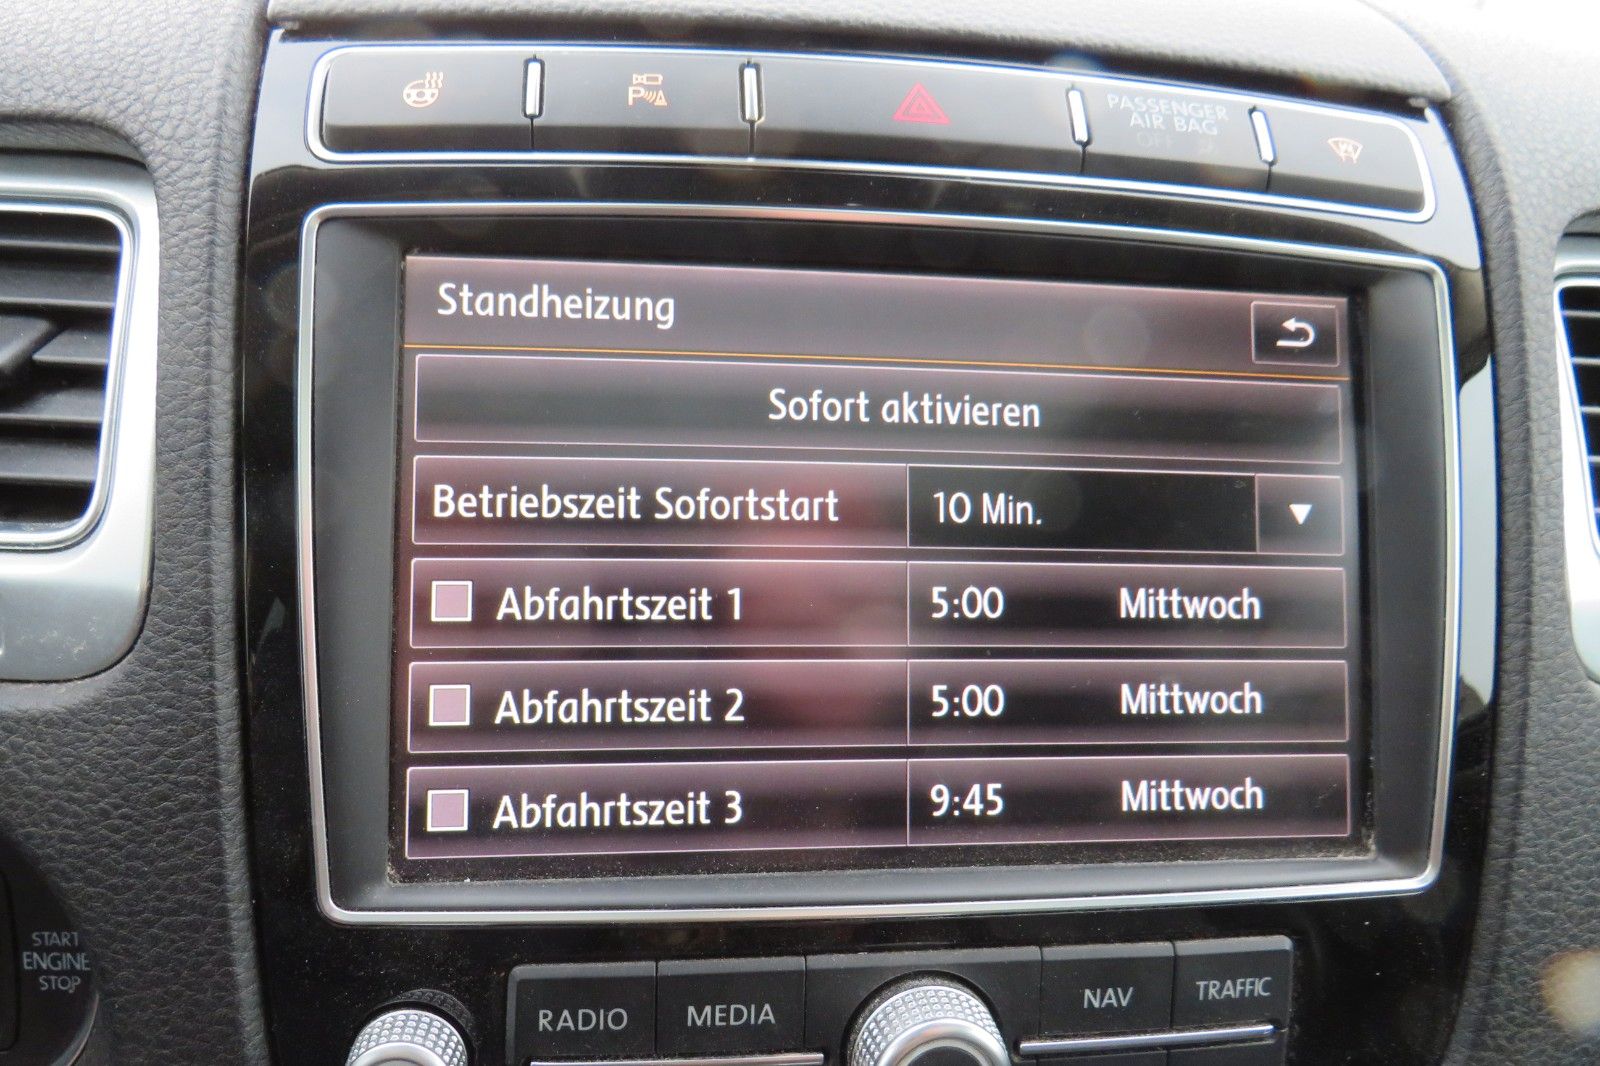 P
PASSENGER
AIR BAG
OFF
Standheizung
Sofort aktivieren
Betriebszeit Sofortstart 10 Min.
Abfahrtszeit 1 5:00 Mittwoch
Abfahrtszeit 2 5:00 Mittwoch
Abfahrtszeit 3 9:45 Mittwoch
START
ENGINE
STOP
RADIO MEDIA NAV TRAFFIC